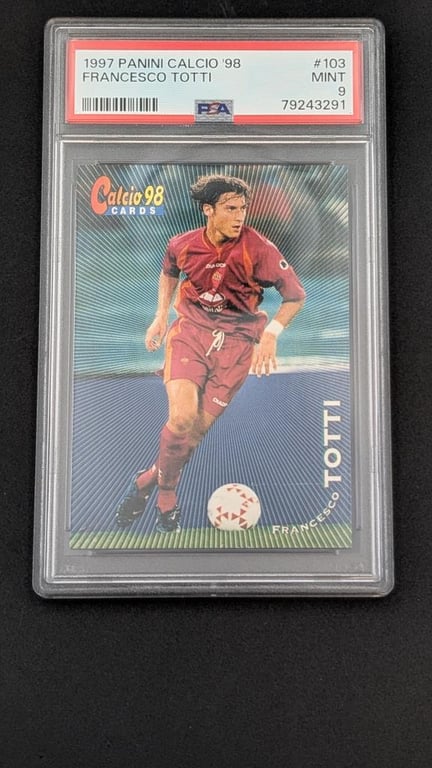 1997 PANINI CALCIO '98
#103
FRANCESCO TOTTI
MINT
9
PSA
79243291
Calcio 98
CARDS
FRANCESCO TOTTI